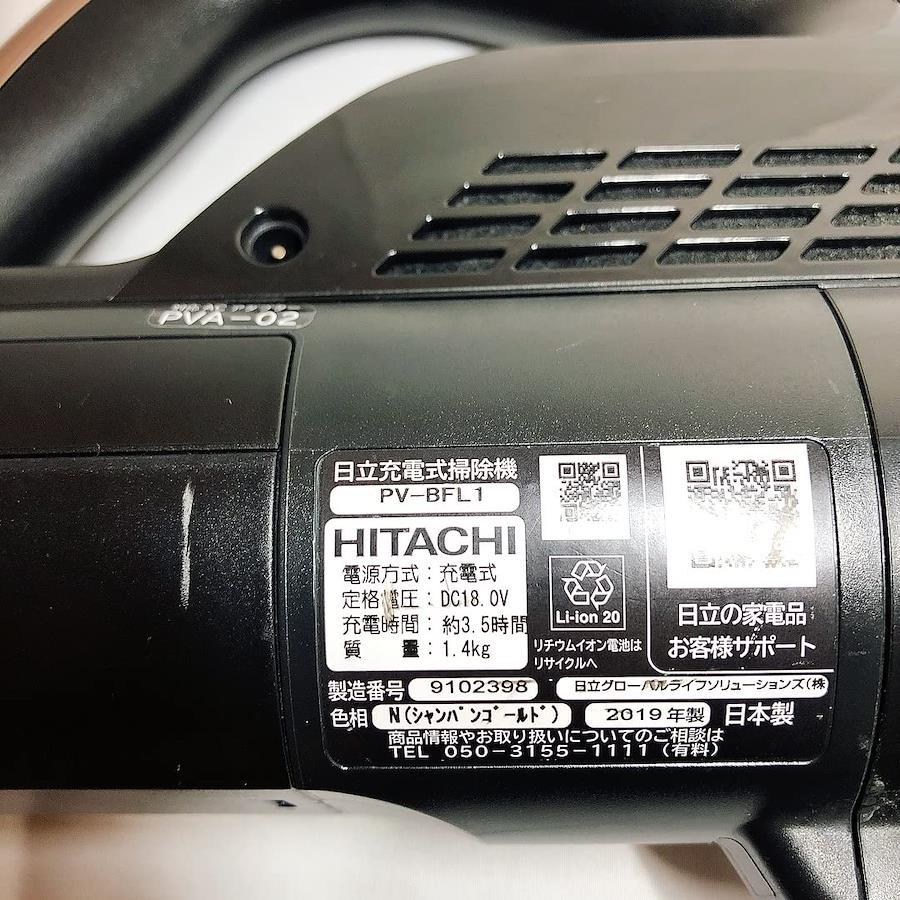 PVA-02
日立充電式掃除機
PV-BFL1
HITACHI
電源方式：充電式
定格電圧：DC18.0V
充電時間：約3.5時間
質　　量：1.4kg
Li-ion 20
リチウムイオン電池は
リサイクルへ
日立の家電品
お客様サポート
製造番号 9102398 日立グローバルライフソリューションズ(株
色相 N(ｼｬﾝﾊﾟﾝｺﾞｰﾙﾄﾞ) 2019年製 日本製
商品情報やお取り扱いについてのご相談は
TEL 050-3155-1111 (有料)